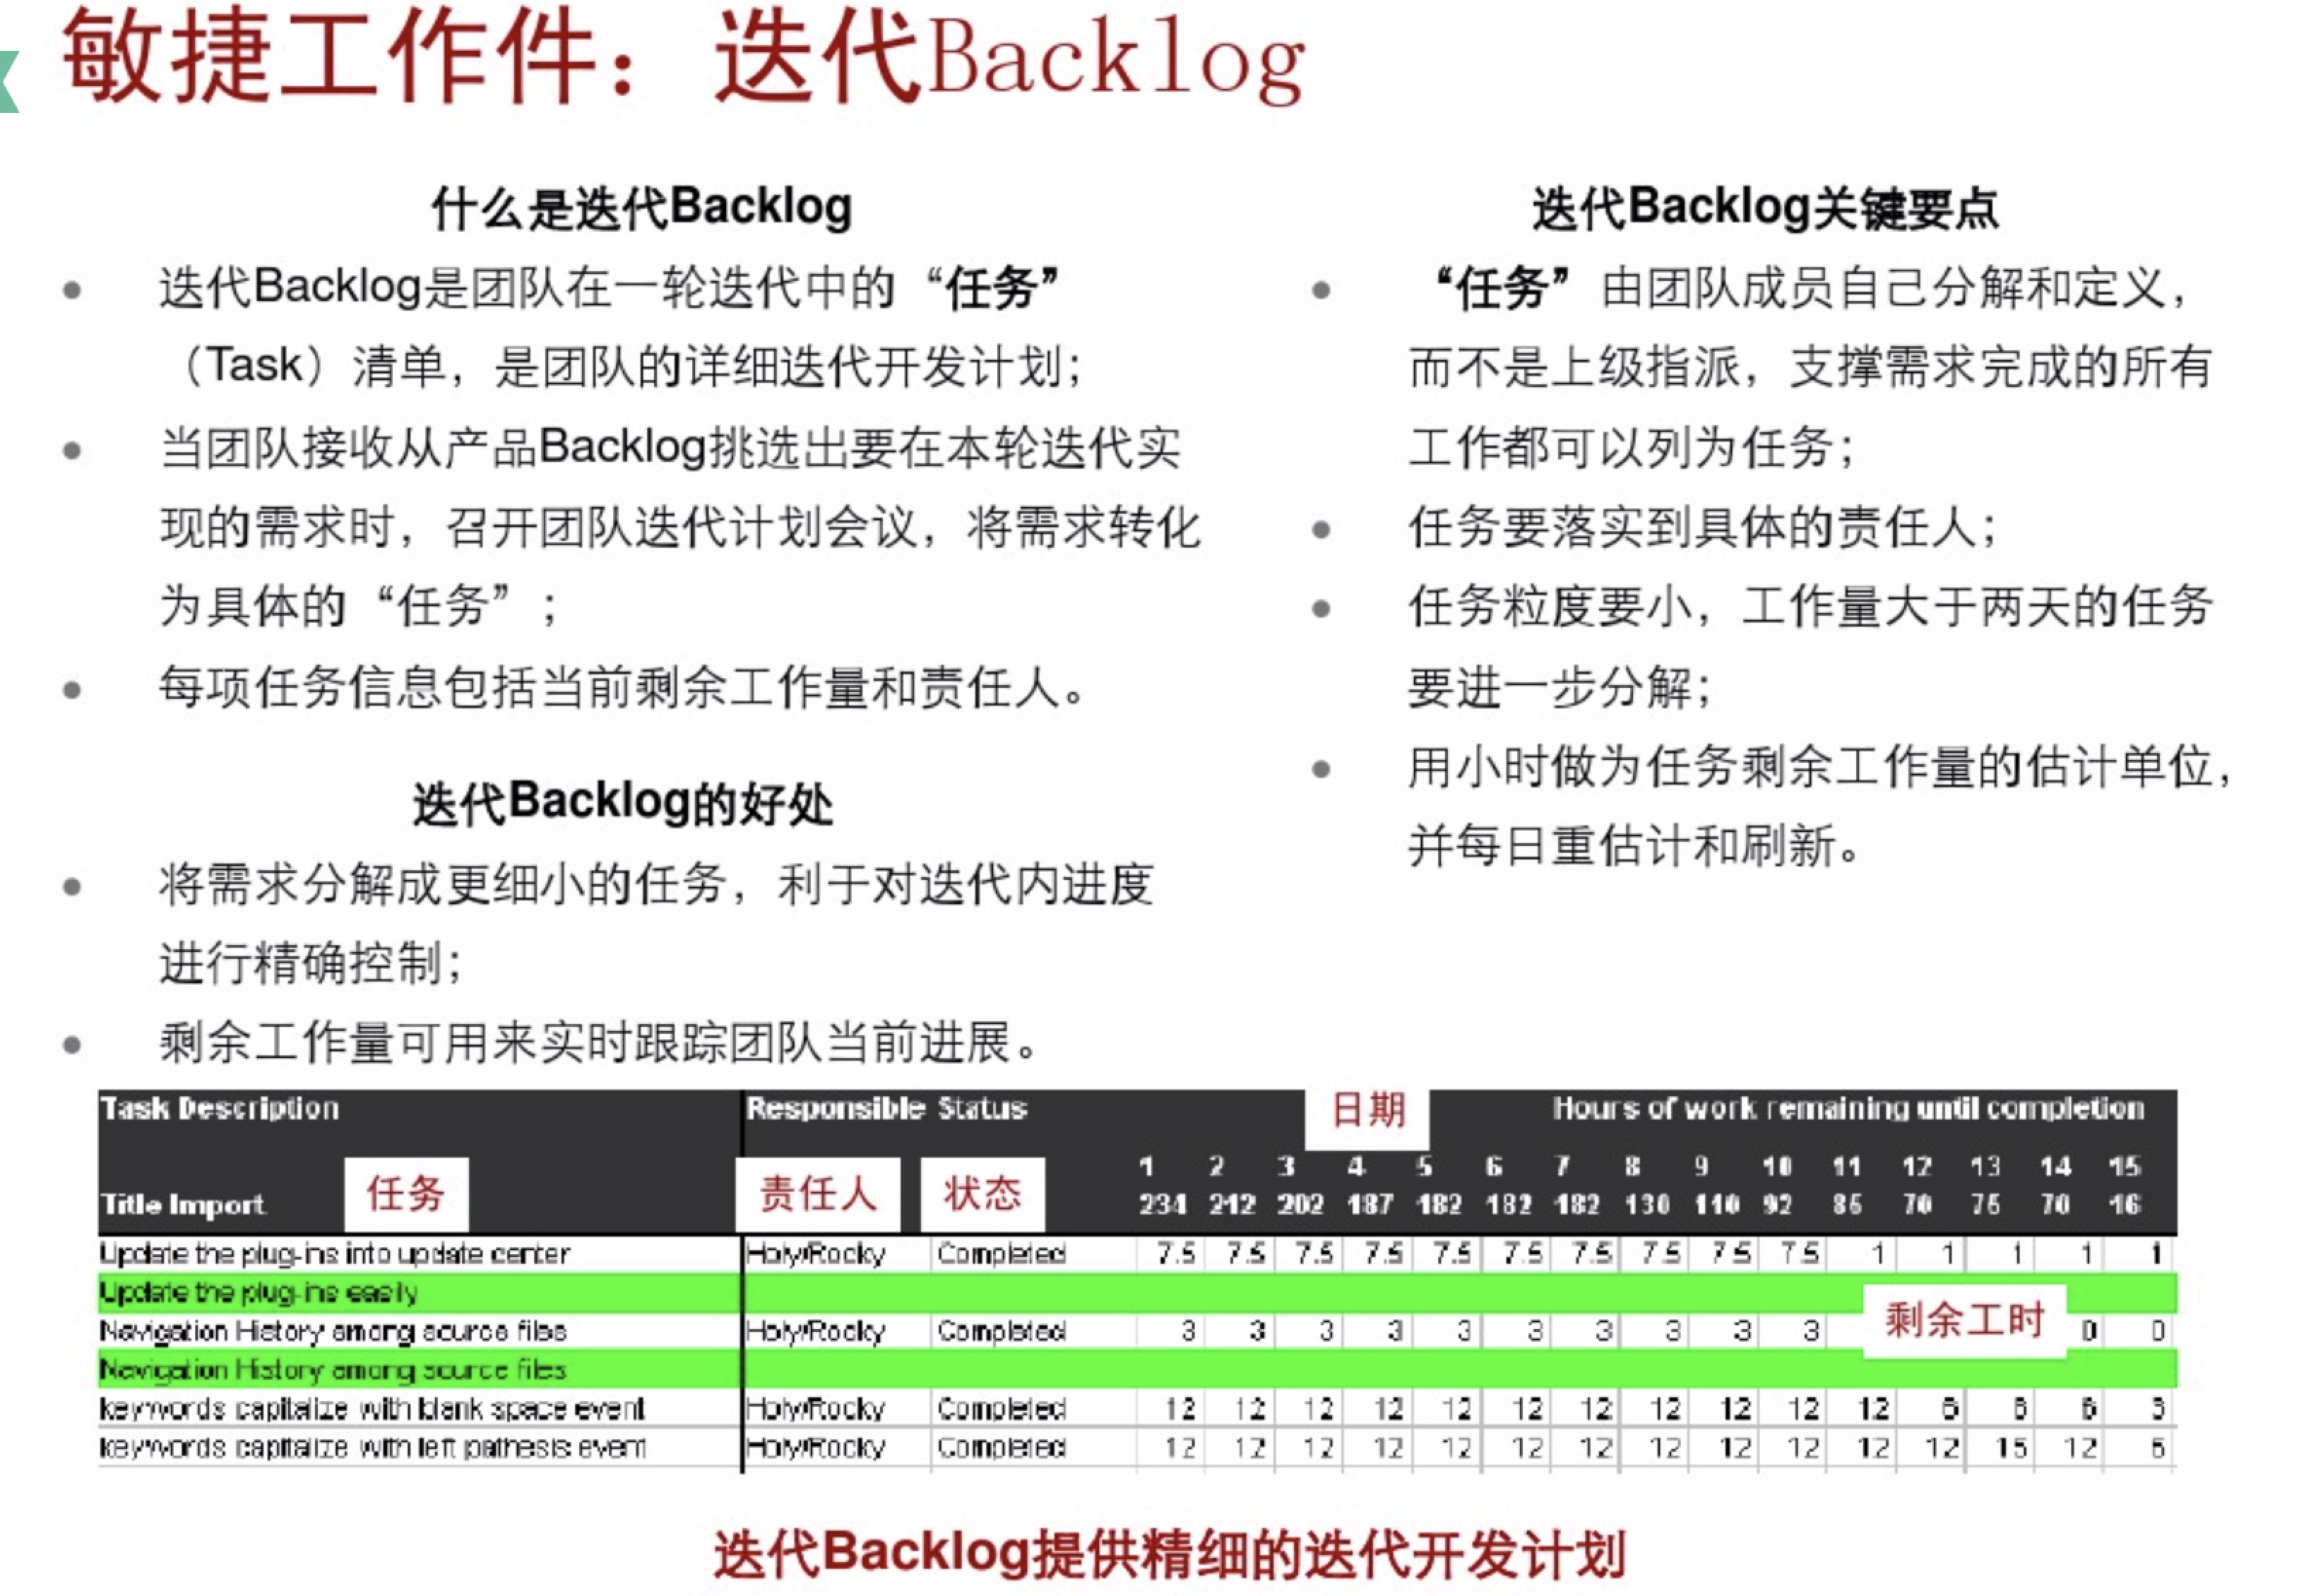 敏捷工作件：迭代Backlog
什么是迭代Backlog
迭代Backlog是团队在一轮迭代中的“任务”
（Task）清单，是团队的详细迭代开发计划；
当团队接收从产品Backlog挑选出要在本轮迭代实
现的需求时，召开团队迭代计划会议，将需求转化
为具体的“任务”；
每项任务信息包括当前剩余工作量和责任人。
迭代Backlog的好处
将需求分解成更细小的任务，利于对迭代内进度
进行精确控制；
剩余工作量可用来实时跟踪团队当前进展。
迭代Backlog关键要点
“任务”由团队成员自己分解和定义，
而不是上级指派，支撑需求完成的所有
工作都可以列为任务；
任务要落实到具体的责任人；
任务粒度要小，工作量大于两天的任务
要进一步分解；
用小时做为任务剩余工作量的估计单位，
并每日重估计和刷新。
Task Description Responsible Status 日期 Hours of work remaining until completion
1 2 3 4 5 6 7 8 9 10 11 12 13 14 15
Title Import 任务 责任人 状态 234 212 202 187 182 182 182 130 110 92 70 70 16
Update the plug-ins into update center Holy/Rocky Completed 7.5 7.5 7.5 7.5 7.5 7.5 7.5 7.5 7.5 7.5 1 1 1 1 1
Update the plug-ins easily
Navigation History among source files Holy/Rocky Completed 3 3 3 3 3 3 3 3 3 3 剩余工时 0 0
Navigation History among source files
keywords capitalize with blank space event Holy/Rocky Completed 12 12 12 12 12 12 12 12 12 12 12 3
keywords capitalize with left pathesis event Holy/Rocky Completed 12 12 12 12 12 12 12 12 12 12 12 12 15 12 6
迭代Backlog提供精细的迭代开发计划